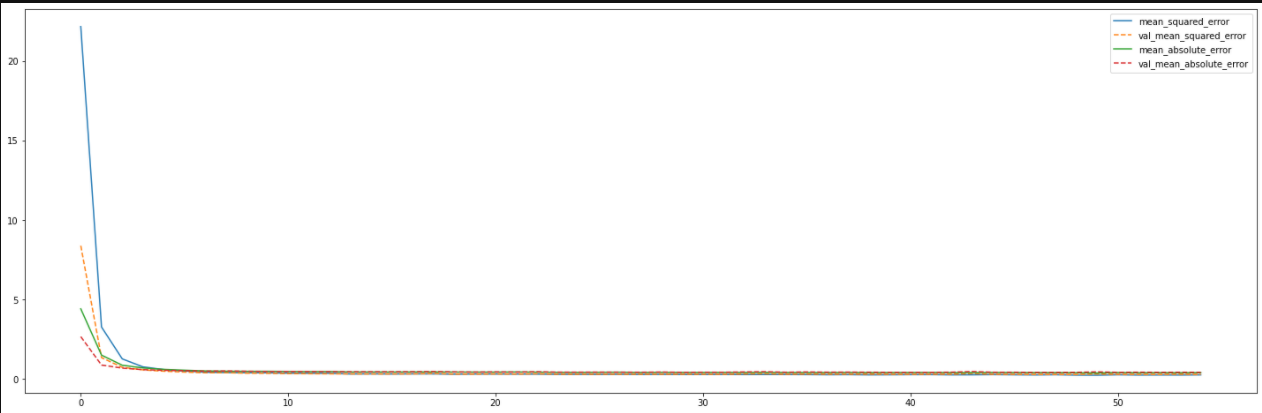 mean_squared_error
val_mean_squared_error
mean_absolute_error
val_mean_absolute_error
20
15
10
5
0
0 10 20 30 40 50